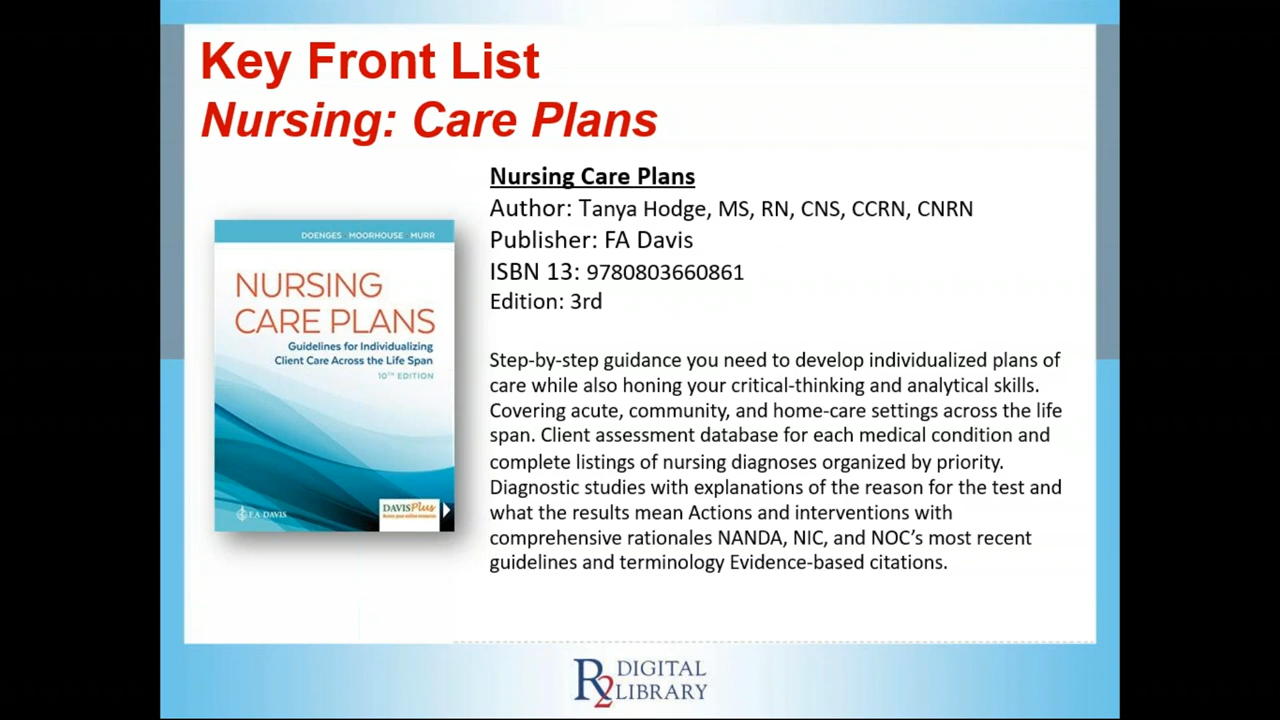 Key Front List
Nursing: Care Plans
Nursing Care Plans
Author: Tanya Hodge, MS, RN, CNS, CCRN, CNRN
Publisher: FA Davis
ISBN 13: 9780803660861
Edition: 3rd
Step-by-step guidance you need to develop individualized plans of
care while also honing your critical-thinking and analytical skills.
Covering acute, community, and home-care settings across the life
span. Client assessment database for each medical condition and
complete listings of nursing diagnoses organized by priority.
Diagnostic studies with explanations of the reason for the test and
what the results mean Actions and interventions with
comprehensive rationales NANDA, NIC, and NOC’s most recent
guidelines and terminology Evidence-based citations.
DOENGES MOORHOUSE MURR
NURSING
CARE PLANS
Guidelines for Individualizing
Client Care Across the Life Span
10TH EDITION
F.A. DAVIS
DAVISPlus
R2 DIGITAL
LIBRARY